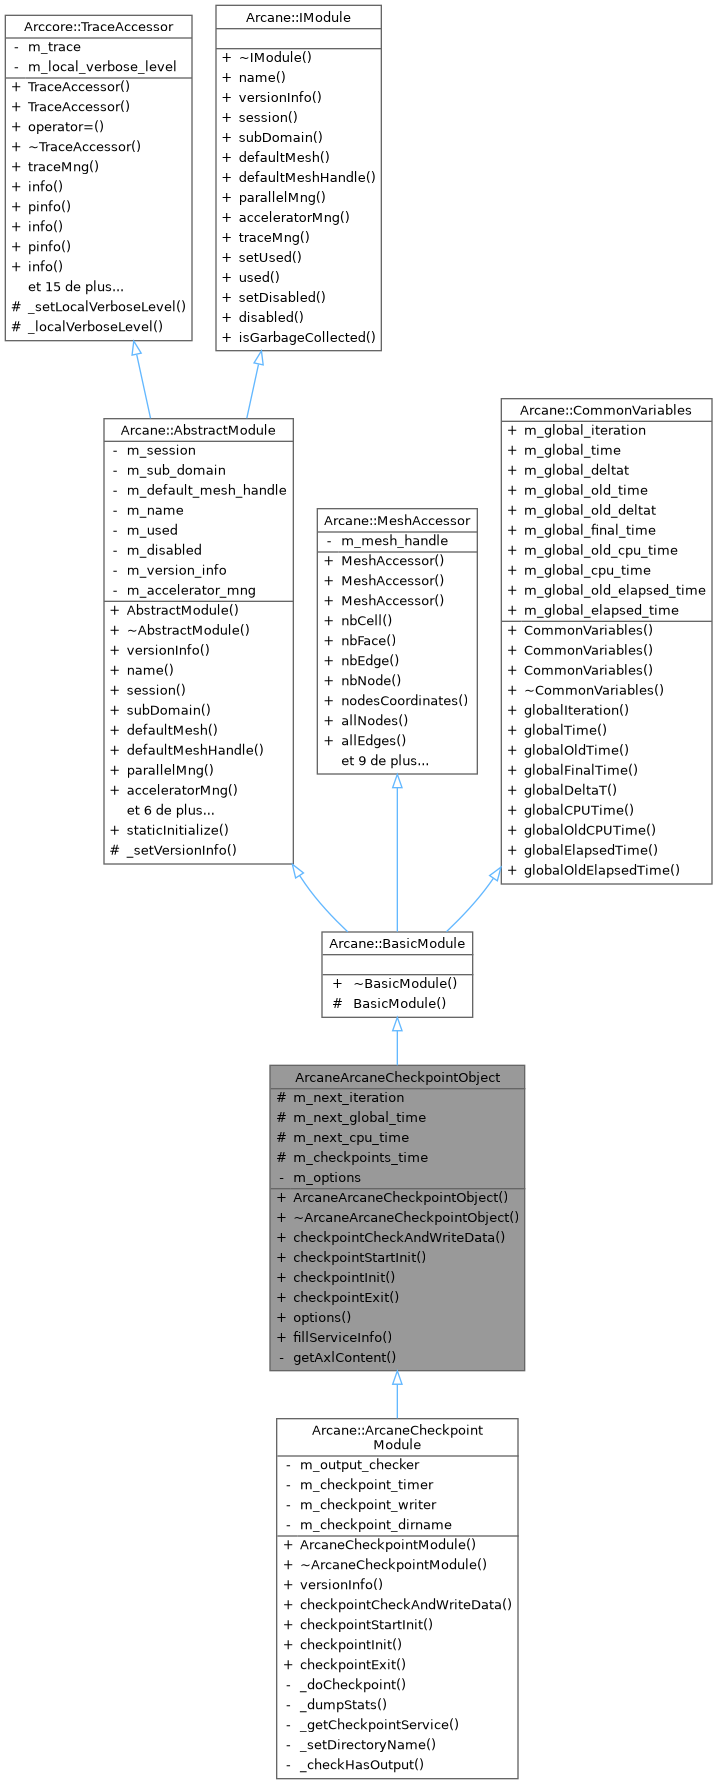 Arccore::TraceAccessor
- m_trace
- m_local_verbose_level
+ TraceAccessor()
+ TraceAccessor()
+ operator=()
+ ~TraceAccessor()
+ traceMng()
+ info()
+ pinfo()
+ info()
+ pinfo()
+ info()
et 15 de plus...
# _setLocalVerboseLevel()
# _localVerboseLevel()
Arcane::IModule
+ ~IModule()
+ name()
+ versionInfo()
+ session()
+ subDomain()
+ defaultMesh()
+ defaultMeshHandle()
+ parallelMng()
+ acceleratorMng()
+ traceMng()
+ setUsed()
+ used()
+ setDisabled()
+ disabled()
+ isGarbageCollected()
Arcane::AbstractModule
- m_session
- m_sub_domain
- m_default_mesh_handle
- m_name
- m_used
- m_disabled
- m_version_info
- m_accelerator_mng
+ AbstractModule()
+ ~AbstractModule()
+ versionInfo()
+ name()
+ session()
+ subDomain()
+ defaultMesh()
+ defaultMeshHandle()
+ parallelMng()
+ acceleratorMng()
et 6 de plus...
+ staticInitialize()
# _setVersionInfo()
Arcane::MeshAccessor
- m_mesh_handle
+ MeshAccessor()
+ MeshAccessor()
+ MeshAccessor()
+ nbCell()
+ nbFace()
+ nbEdge()
+ nbNode()
+ nodesCoordinates()
+ allNodes()
+ allEdges()
et 9 de plus...
Arcane::CommonVariables
+ m_global_iteration
+ m_global_time
+ m_global_deltat
+ m_global_old_time
+ m_global_old_deltat
+ m_global_final_time
+ m_global_old_cpu_time
+ m_global_cpu_time
+ m_global_old_elapsed_time
+ m_global_elapsed_time
+ CommonVariables()
+ CommonVariables()
+ CommonVariables()
+ ~CommonVariables()
+ globalIteration()
+ globalTime()
+ globalOldTime()
+ globalFinalTime()
+ globalDeltaT()
+ globalCPUTime()
+ globalOldCPUTime()
+ globalElapsedTime()
+ globalOldElapsedTime()
Arcane::BasicModule
+ ~BasicModule()
# BasicModule()
ArcaneArcaneCheckpointObject
# m_next_iteration
# m_next_global_time
# m_next_cpu_time
# m_checkpoints_time
- m_options
+ ArcaneArcaneCheckpointObject()
+ ~ArcaneArcaneCheckpointObject()
+ checkpointCheckAndWriteData()
+ checkpointStartInit()
+ checkpointInit()
+ checkpointExit()
+ options()
+ fillServiceInfo()
- getAxlContent()
Arcane::ArcaneCheckpoint
Module
- m_output_checker
- m_checkpoint_timer
- m_checkpoint_writer
- m_checkpoint_dirname
+ ArcaneCheckpointModule()
+ ~ArcaneCheckpointModule()
+ versionInfo()
+ checkpointCheckAndWriteData()
+ checkpointStartInit()
+ checkpointInit()
+ checkpointExit()
- _doCheckpoint()
- _dumpStats()
- _getCheckpointService()
- _setDirectoryName()
- _checkHasOutput()